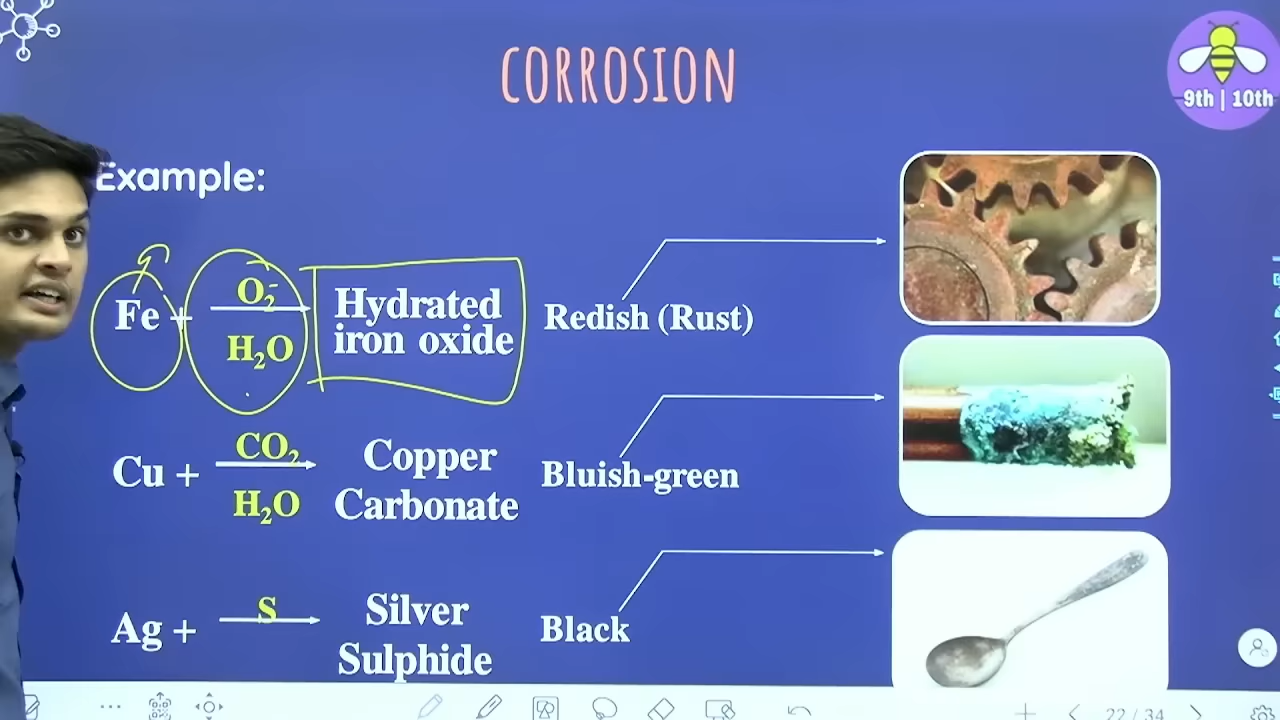 CORROSION
9th | 10th
Example:
Fe + O₂ H₂O Hydrated iron oxide Redish (Rust)
Cu + CO₂ H₂O Copper Carbonate Bluish-green
Ag + S Silver Sulphide Black
22 / 34